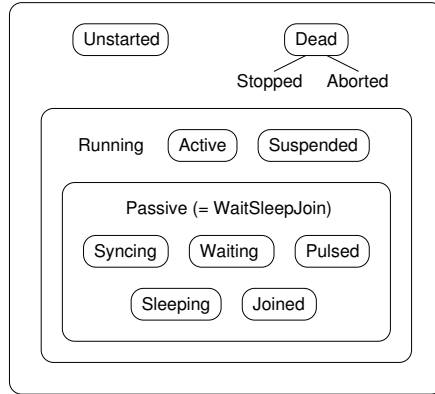 Unstarted Dead
Stopped Aborted
Running Active Suspended
Passive (= WaitSleepJoin)
Syncing Waiting Pulsed
Sleeping Joined